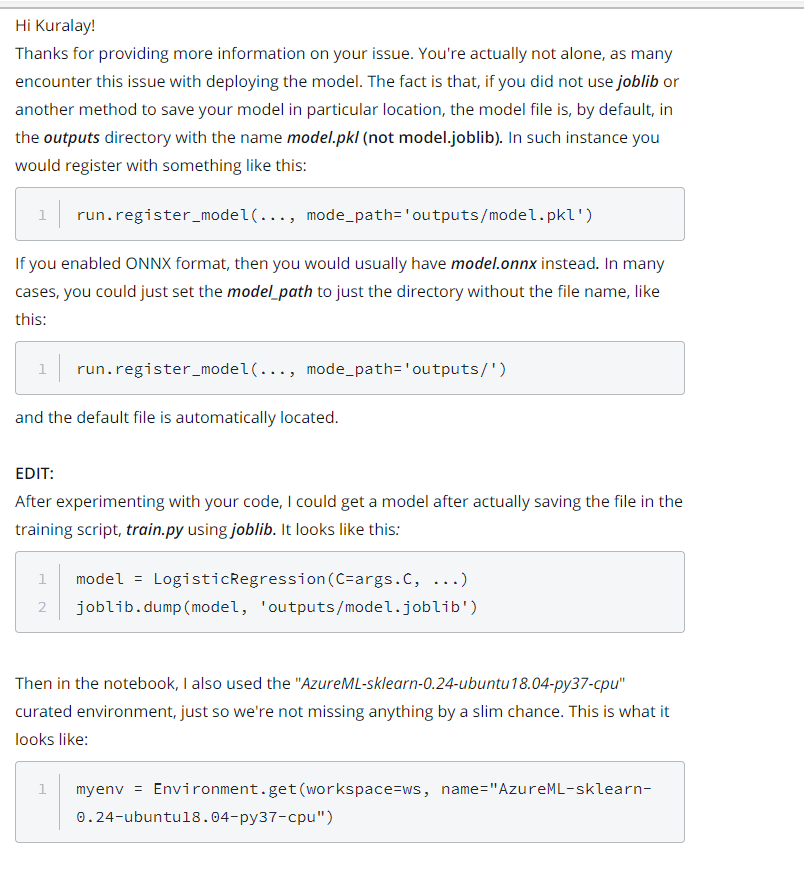 Hi Kuralay!
Thanks for providing more information on your issue. You're actually not alone, as many
encounter this issue with deploying the model. The fact is that, if you did not use joblib or
another method to save your model in particular location, the model file is, by default, in
the outputs directory with the name model.pkl (not model.joblib). In such instance you
would register with something like this:
1 run.register_model(..., mode_path='outputs/model.pkl')
If you enabled ONNX format, then you would usually have model.onnx instead. In many
cases, you could just set the model_path to just the directory without the file name, like
this:
1 run.register_model(..., mode_path='outputs/')
and the default file is automatically located.
EDIT:
After experimenting with your code, I could get a model after actually saving the file in the
training script, train.py using joblib. It looks like this:
1 model = LogisticRegression(C=args.C, ...)
2 joblib.dump(model, 'outputs/model.joblib')
Then in the notebook, I also used the "AzureML-sklearn-0.24-ubuntu18.04-py37-cpu"
curated environment, just so we're not missing anything by a slim chance. This is what it
looks like:
1 myenv = Environment.get(workspace=ws, name="AzureML-sklearn-
0.24-ubuntu18.04-py37-cpu")